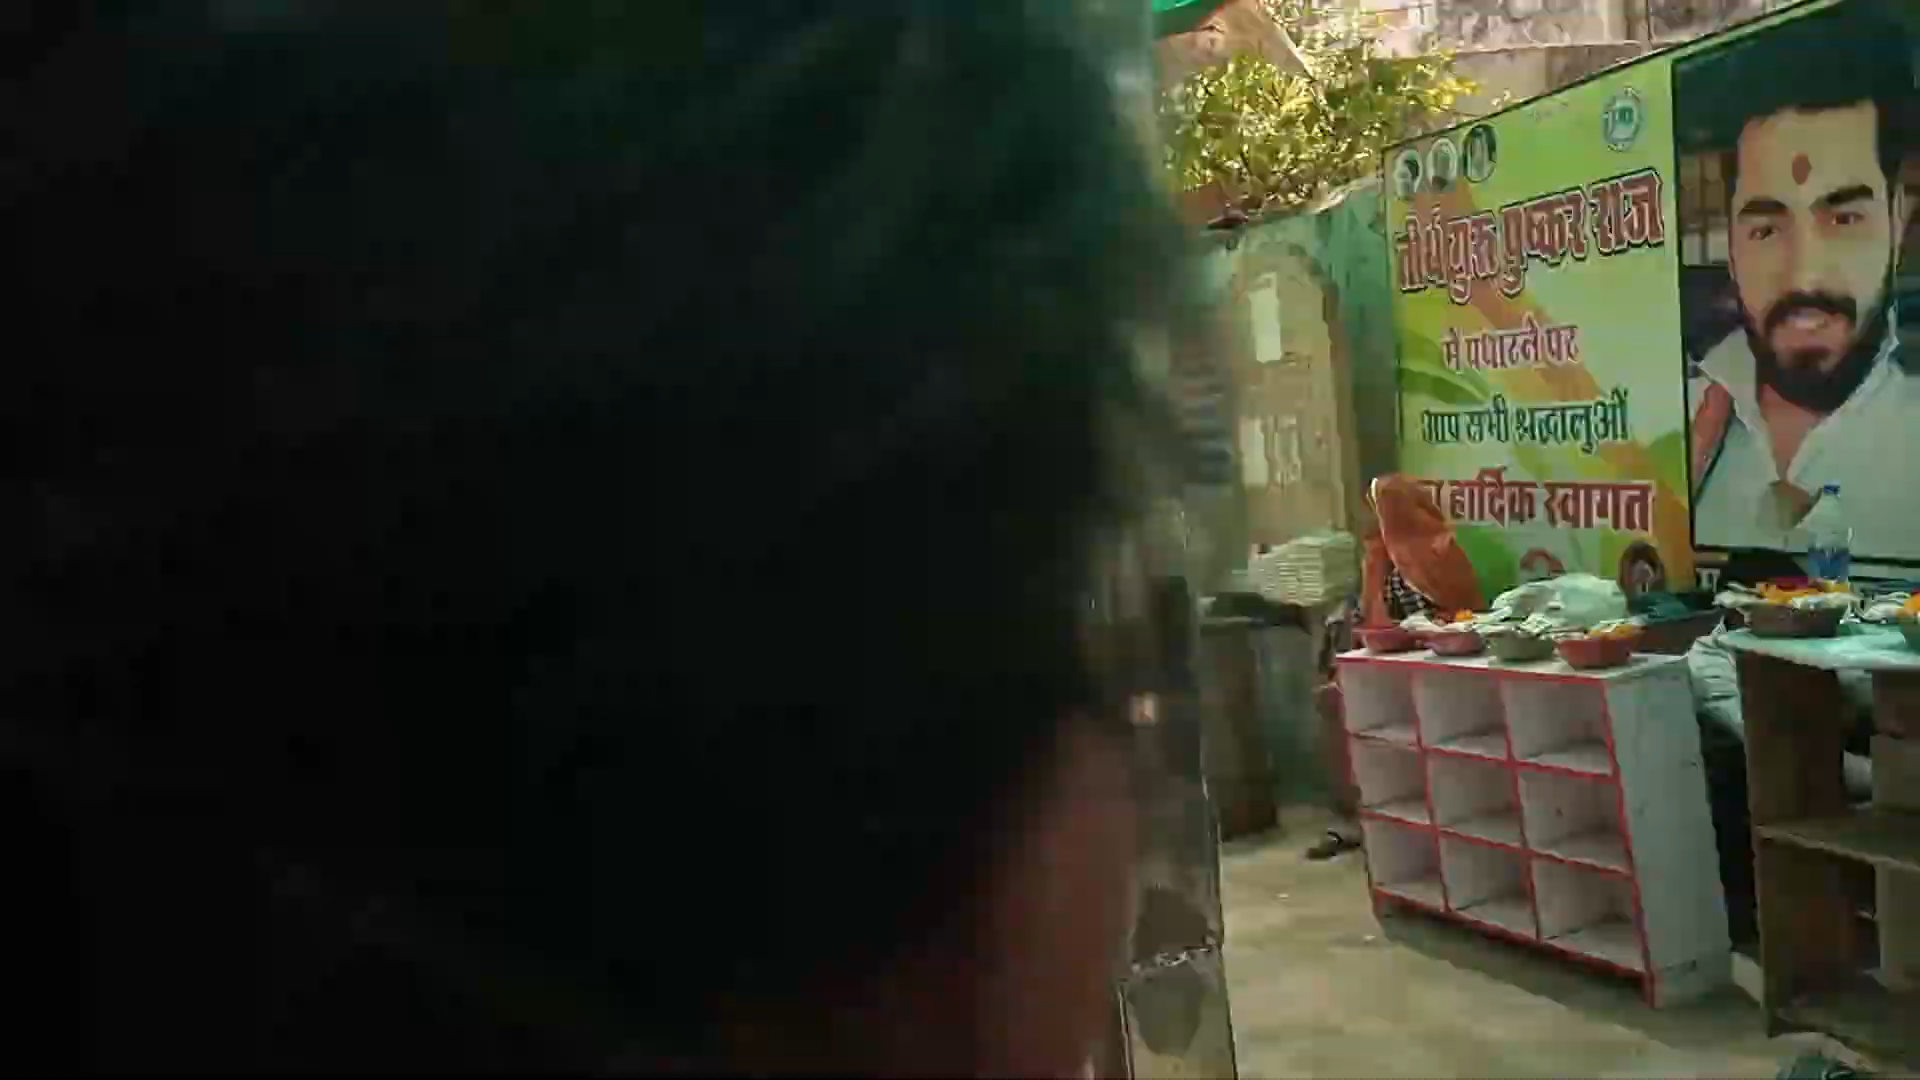 तीर्थ गुरू पुष्कर राज
में पधारने पर
आप सभी श्रद्धालुओं
हार्दिक स्वागत